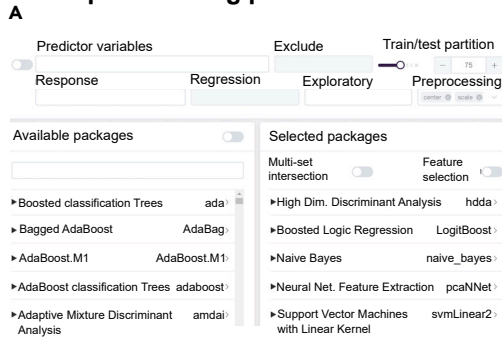 A
Predictor variables Exclude Train/test partition
− 75 +
Response Regression Exploratory Preprocessing
center scale
Available packages Selected packages
Multi-set intersection Feature selection
▸Boosted classification Trees ada›
▸Bagged AdaBoost AdaBag›
▸AdaBoost.M1 AdaBoost.M1›
▸AdaBoost classification Trees adaboost›
▸Adaptive Mixture Discriminant Analysis amdai›
▸High Dim. Discriminant Analysis hdda›
▸Boosted Logic Regression LogitBoost›
▸Naive Bayes naive_bayes›
▸Neural Net. Feature Extraction pcaNNet›
▸Support Vector Machines with Linear Kernel svmLinear2›